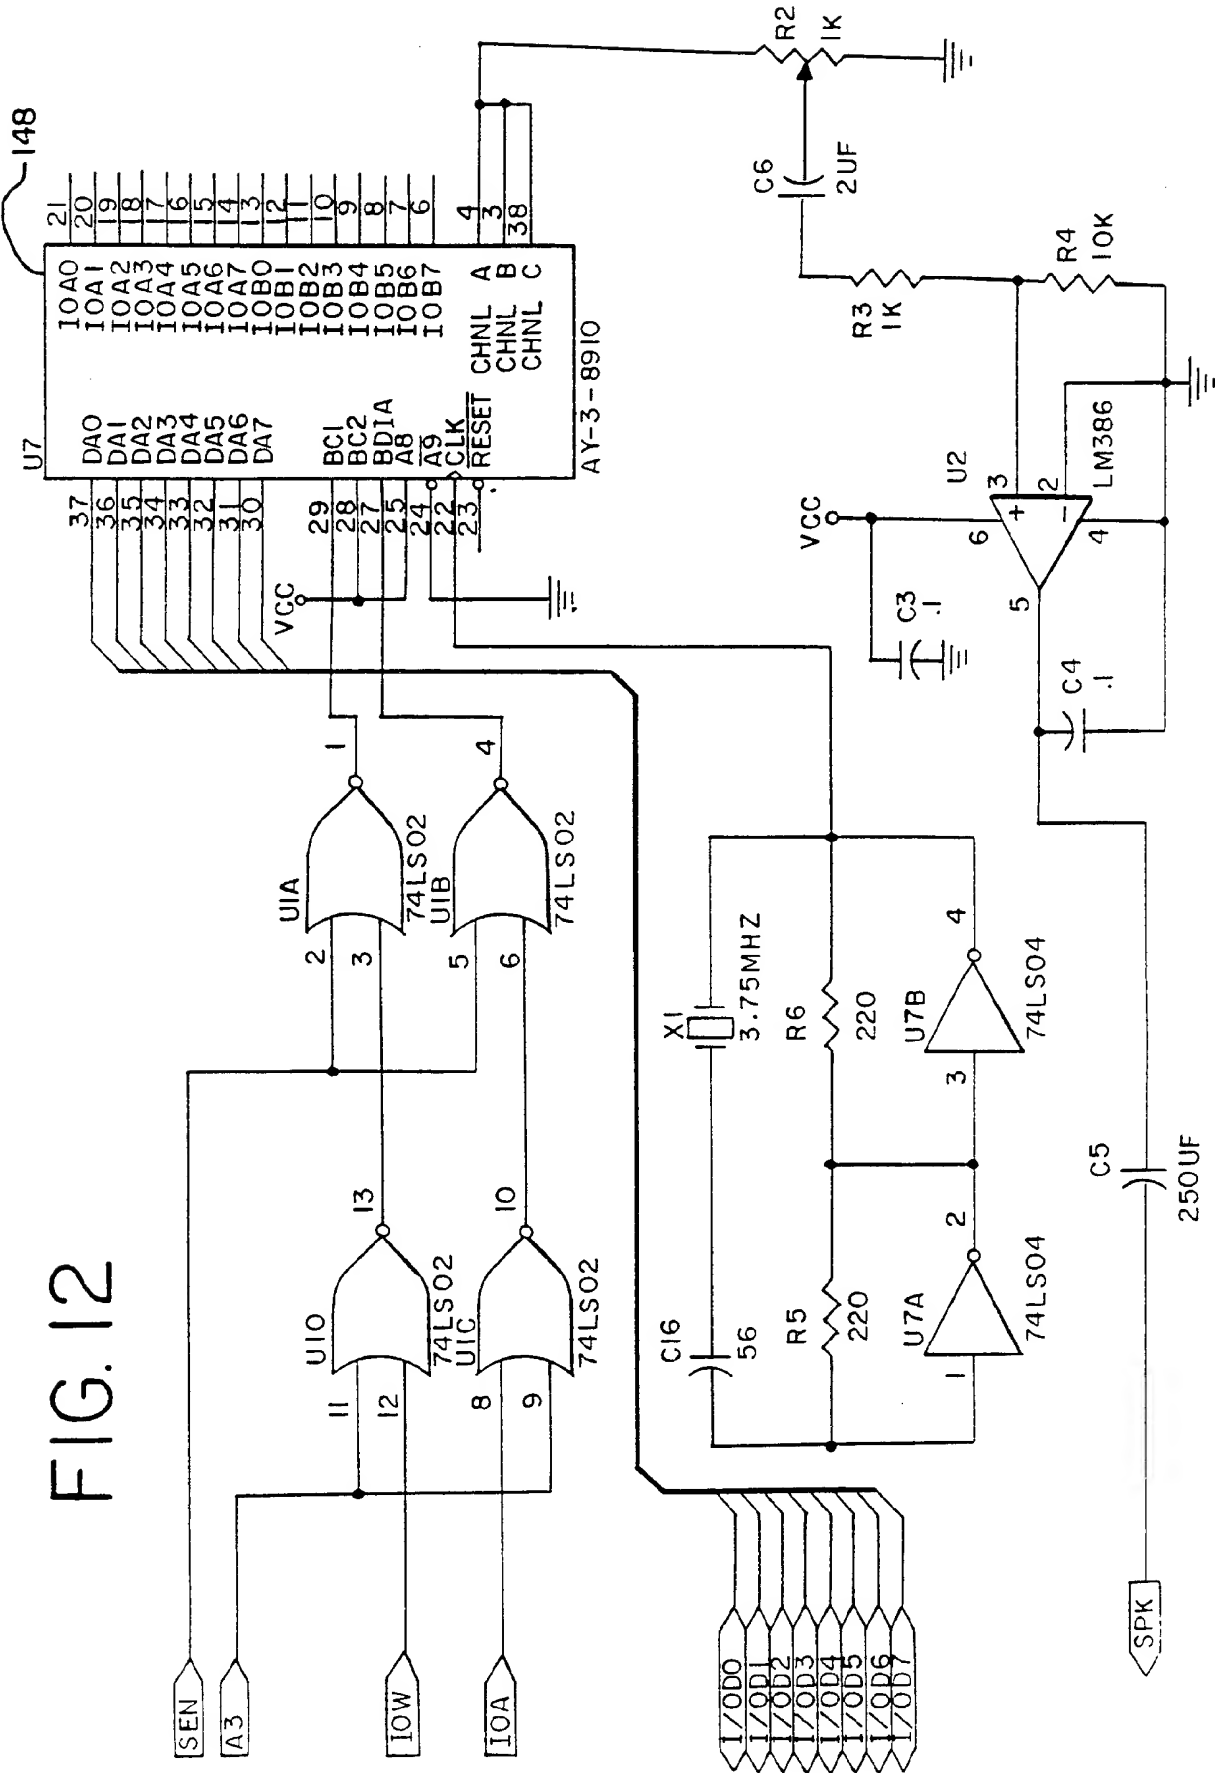 FIG. 12
148
U7
DA0
DA1
DA2
DA3
DA4
DA5
DA6
DA7
BC1
BC2
BDIA
A8
A9
CLK
RESET
37
36
35
34
33
32
31
30
29
28
27
25
24
22
23
IOA0
IOA1
IOA2
IOA3
IOA4
IOA5
IOA6
IOA7
IOB0
IOB1
IOB2
IOB3
IOB4
IOB5
IOB6
IOB7
CHNL A
CHNL B
CHNL C
21
20
19
18
17
16
15
14
13
12
11
10
9
8
7
6
4
3
38
AY-3-8910
VCC
SEN
A3
IOW
IOA
U1O
11
12
13
74LS02
U1C
8
9
10
74LS02
U1A
2
3
1
74LS02
U1B
5
6
4
74LS02
I/OD0
I/OD1
I/OD2
I/OD3
I/OD4
I/OD5
I/OD6
I/OD7
C16
56
X1
3.75MHZ
R5
220
R6
220
U7A
1
2
74LS04
U7B
3
4
74LS04
R2
1K
C6
2UF
R3
1K
R4
10K
VCC
U2
3
+
2
-
6
5
4
LM386
C3
.1
C4
.1
C5
250UF
SPK